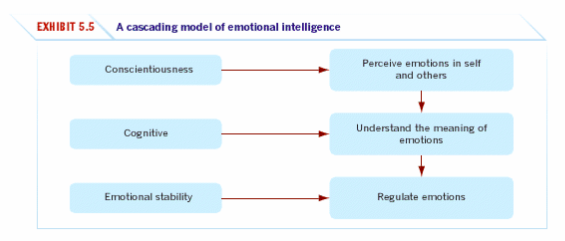 EXHIBIT 5.5 A cascading model of emotional intelligence
Conscientiousness
Perceive emotions in self
and others
Cognitive
Understand the meaning of
emotions
Emotional stability
Regulate emotions